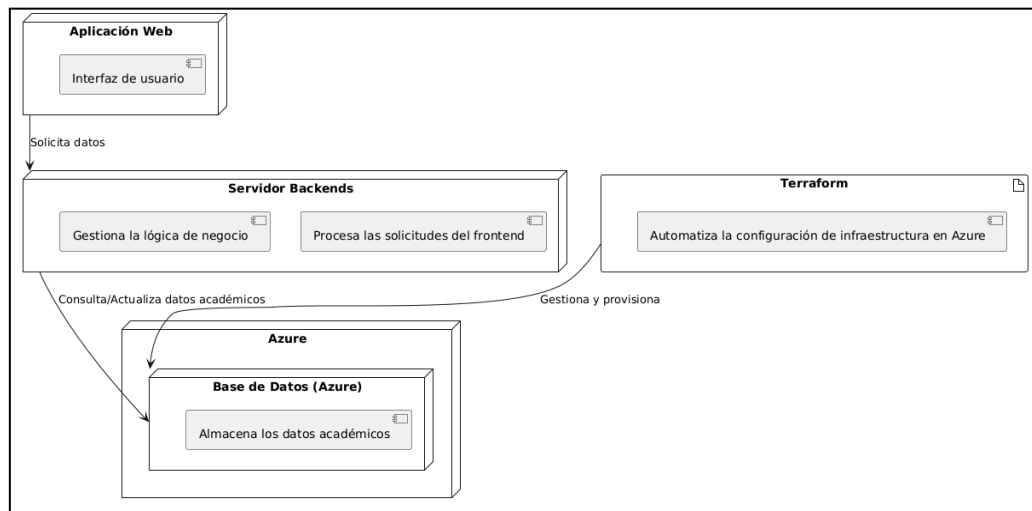 Aplicación Web
Interfaz de usuario
Solicita datos
Servidor Backends
Gestiona la lógica de negocio
Procesa las solicitudes del frontend
Terraform
Automatiza la configuración de infraestructura en Azure
Consulta/Actualiza datos académicos
Gestiona y provisiona
Azure
Base de Datos (Azure)
Almacena los datos académicos